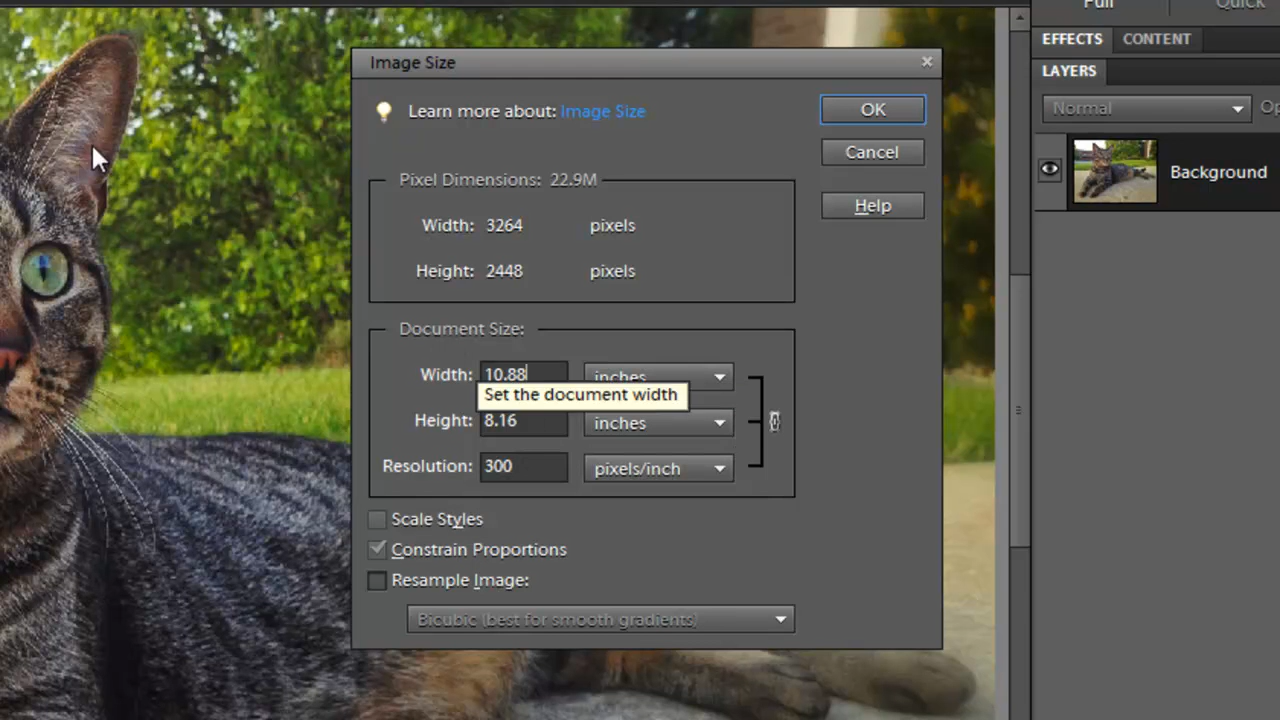 Full Quick
Image Size
EFFECTS CONTENT
LAYERS
Learn more about: Image Size
OK
Normal
Cancel
Background
Pixel Dimensions: 22.9M
Help
Width: 3264 pixels
Height: 2448 pixels
Document Size:
Width: 10.88 inches
Set the document width
Height: 8.16 inches
Resolution: 300 pixels/inch
Scale Styles
Constrain Proportions
Resample Image:
Bicubic (best for smooth gradients)